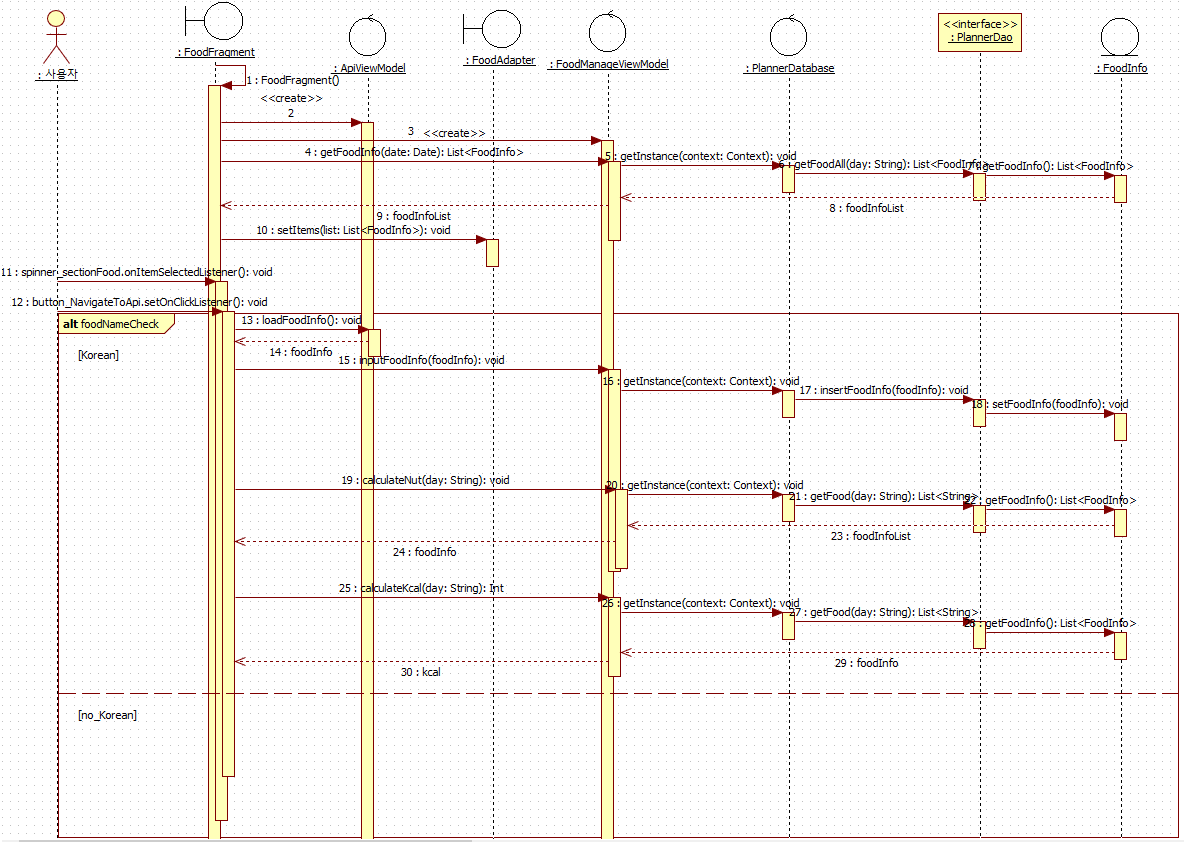 : 사용자
: FoodFragment
: ApiViewModel
: FoodAdapter
: FoodManageViewModel
: PlannerDatabase
<<interface>>
: PlannerDao
: FoodInfo
1 : FoodFragment()
<<create>>
2
3 <<create>>
4 : getFoodInfo(date: Date): List<FoodInfo>
5 : getInstance(context: Context): void
6 : getFoodAll(day: String): List<FoodInfo>
7 : getFoodInfo(): List<FoodInfo>
8 : foodInfoList
9 : foodInfoList
10 : setItems(list: List<FoodInfo>): void
11 : spinner_sectionFood.onItemSelectedListener(): void
12 : button_NavigateToApi.setOnClickListener(): void
alt foodNameCheck
[Korean]
13 : loadFoodInfo(): void
14 : foodInfo
15 : inputFoodInfo(foodInfo): void
16 : getInstance(context: Context): void
17 : insertFoodInfo(foodInfo): void
18 : setFoodInfo(foodInfo): void
19 : calculateNut(day: String): void
20 : getInstance(context: Context): void
21 : getFood(day: String): List<String>
22 : getFoodInfo(): List<FoodInfo>
23 : foodInfoList
24 : foodInfo
25 : calculateKcal(day: String): Int
26 : getInstance(context: Context): void
27 : getFood(day: String): List<String>
28 : getFoodInfo(): List<FoodInfo>
29 : foodInfo
30 : kcal
[no_Korean]